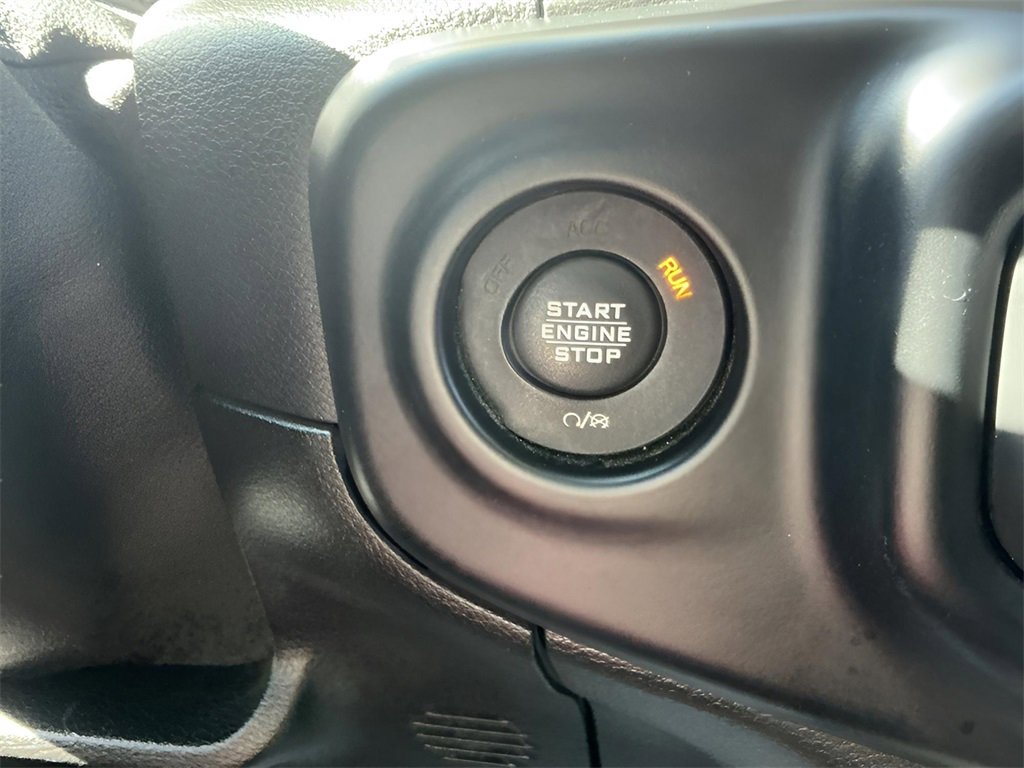 ACC
OFF
RUN
START
ENGINE
STOP